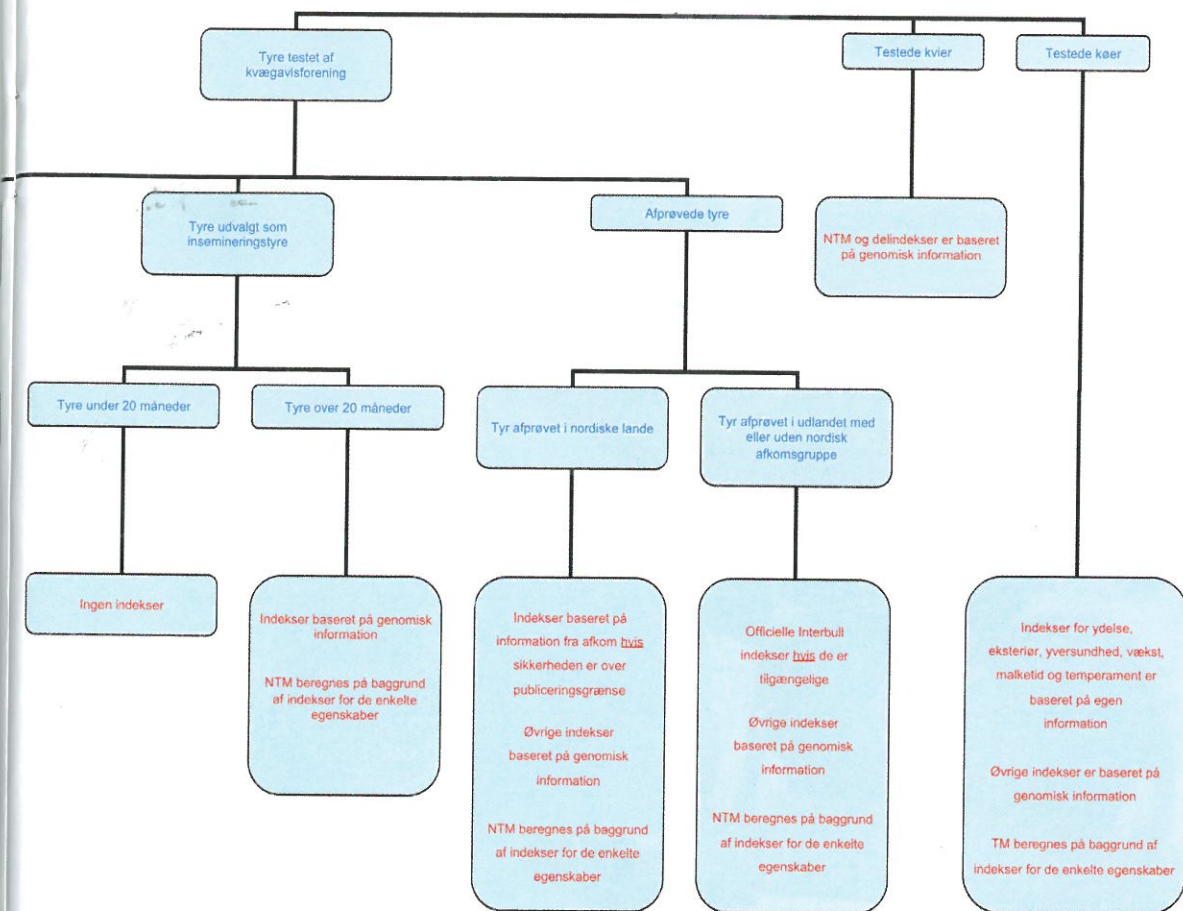 Tyre testet af
kvægavlsforening
Testede kvier
Testede køer
Tyre udvalgt som
insemineringstyre
Afprøvede tyre
NTM og delindekser er baseret
på genomisk information
Tyre under 20 måneder
Tyre over 20 måneder
Tyr afprøvet i nordiske lande
Tyr afprøvet i udlandet med
eller uden nordisk
afkomsgruppe
Ingen indekser
Indekser baseret på genomisk
information
NTM beregnes på baggrund
af indekser for de enkelte
egenskaber
Indekser baseret på
information fra afkom hvis
sikkerheden er over
publiceringsgrænse
Øvrige indekser
baseret på genomisk
information
NTM beregnes på baggrund
af indekser for de enkelte
egenskaber
Officielle Interbull
indekser hvis de er
tilgængelige
Øvrige indekser
baseret på genomisk
information
NTM beregnes på baggrund
af indekser for de enkelte
egenskaber
Indekser for ydelse,
eksteriør, yversundhed, vækst,
malketid og temperament er
baseret på egen
information
Øvrige indekser er baseret på
genomisk information
TM beregnes på baggrund af
indekser for de enkelte egenskaber